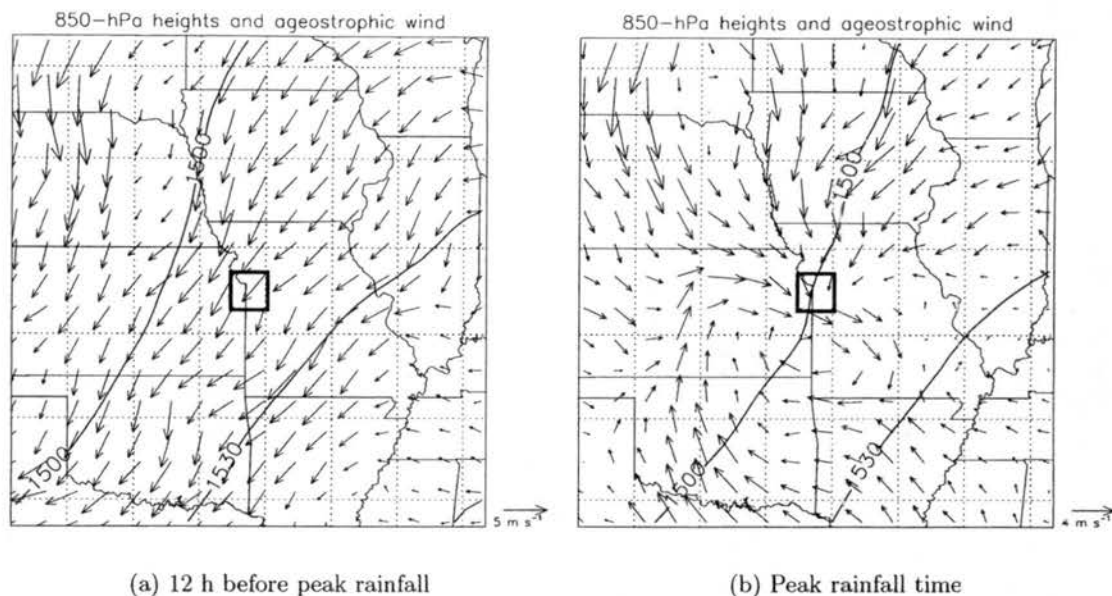 850-hPa heights and ageostrophic wind
1500
1500
1530
5 m s⁻¹
(a) 12 h before peak rainfall
850-hPa heights and ageostrophic wind
1500
500
1530
4 m s⁻¹
(b) Peak rainfall time